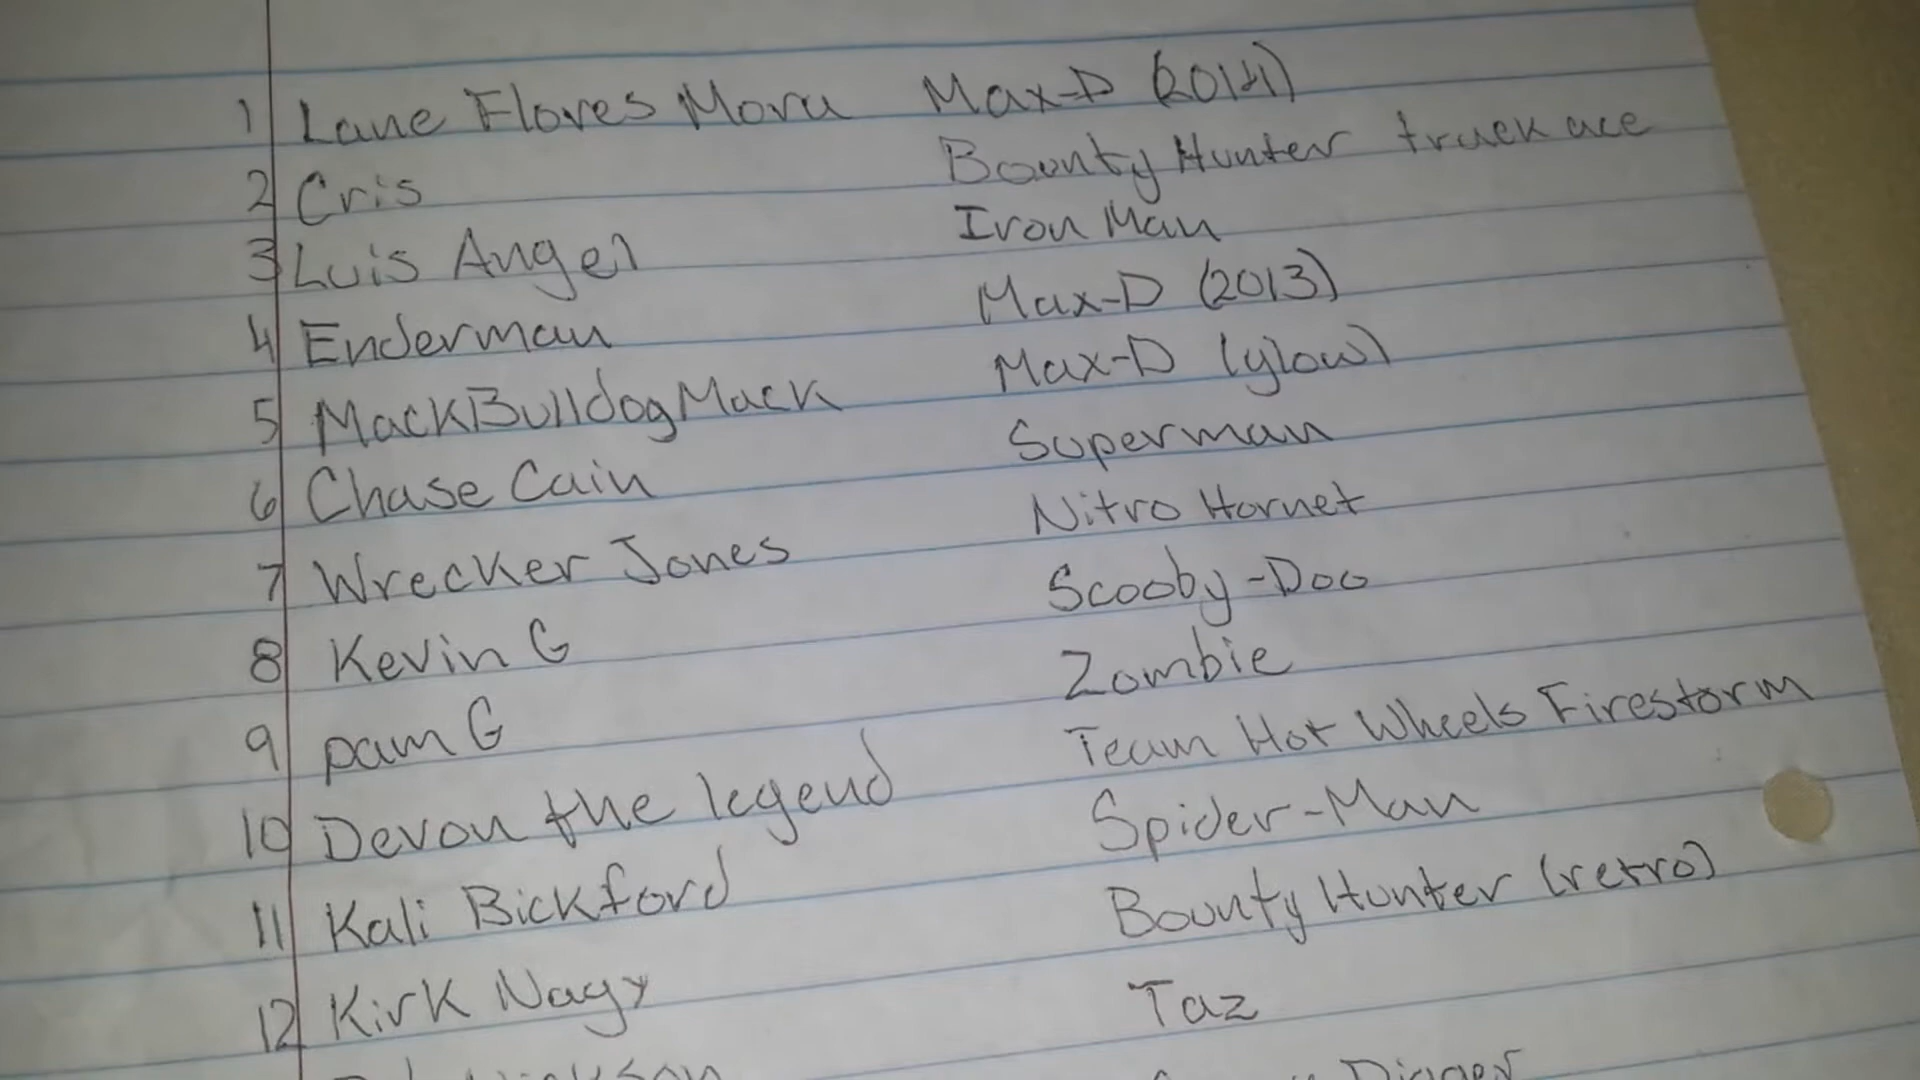 1 Lane Flores Mora Max-D (2014)
2 Cris Bounty Hunter truck ace
3 Luis Angel Iron Man
4 Enderman Max-D (2013)
5 MackBulldogMack Max-D (glow)
6 Chase Cain Superman
7 Wrecker Jones Nitro Hornet
8 Kevin G Scooby-Doo
9 pam G Zombie
10 Devon the legend Team Hot Wheels Firestorm
11 Kali Bickford Spider-Man
12 Kirk Nagy Bounty Hunter (retro)
Taz
Digger